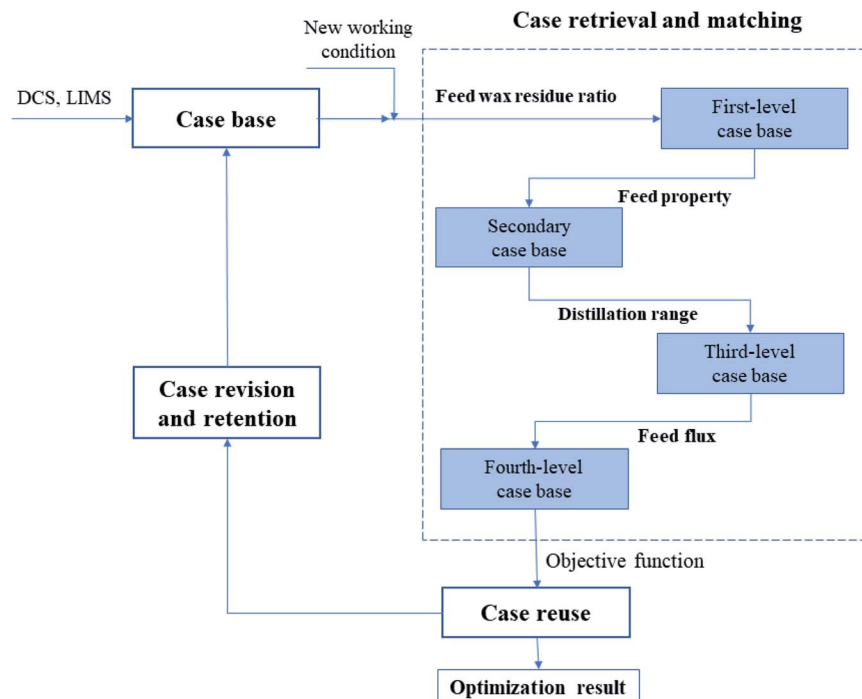 Case retrieval and matching
New working
condition
DCS, LIMS
Case base
Feed wax residue ratio
First-level
case base
Feed property
Secondary
case base
Distillation range
Third-level
case base
Case revision
and retention
Feed flux
Fourth-level
case base
Objective function
Case reuse
Optimization result